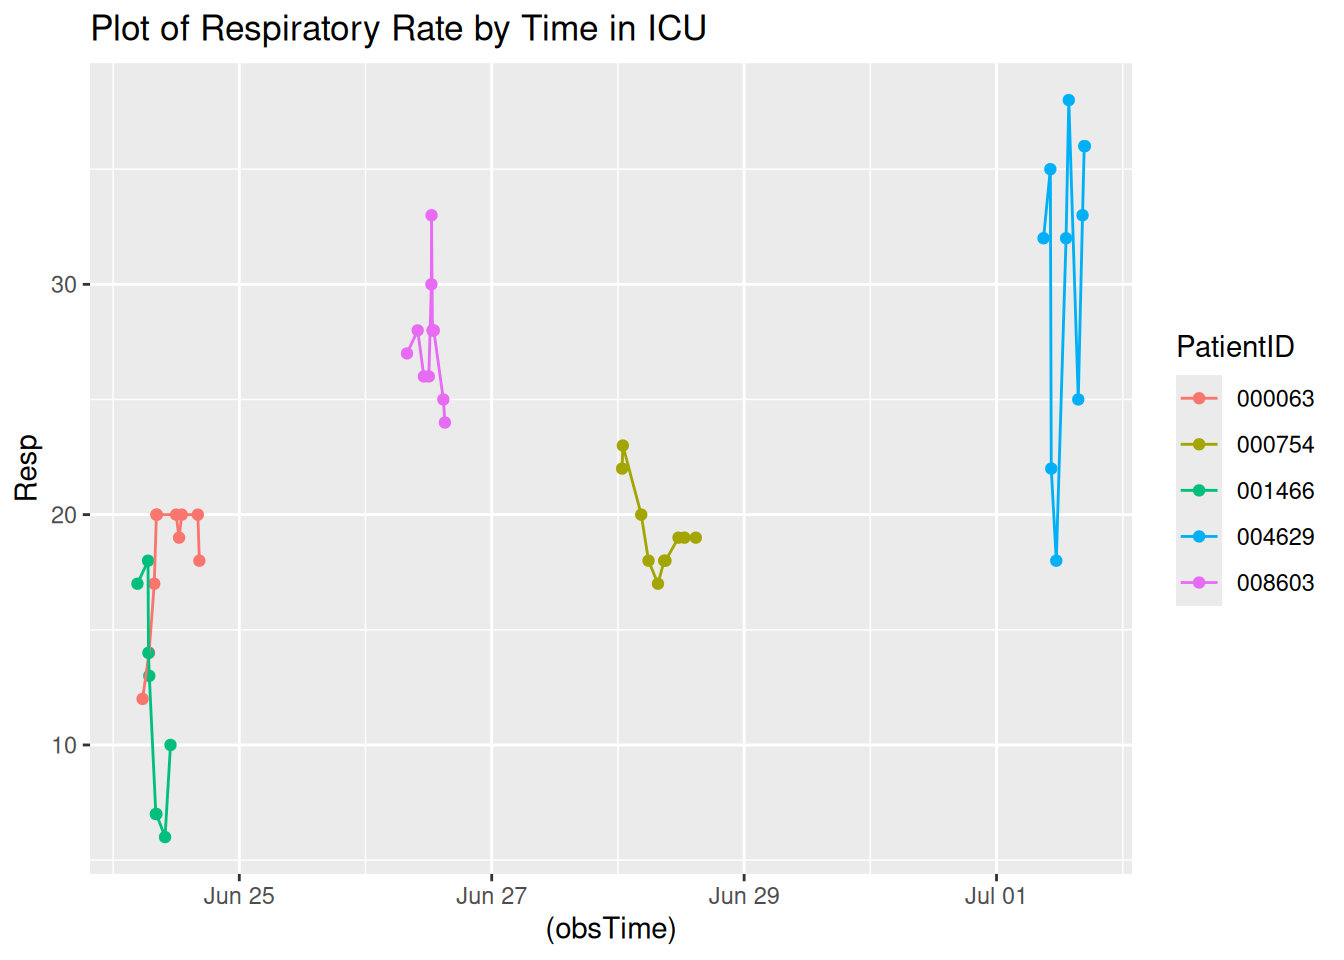 Plot of Respiratory Rate by Time in ICU
Resp
30
20
10
Jun 25 Jun 27 Jun 29 Jul 01
(obsTime)
PatientID
000063
000754
001466
004629
008603